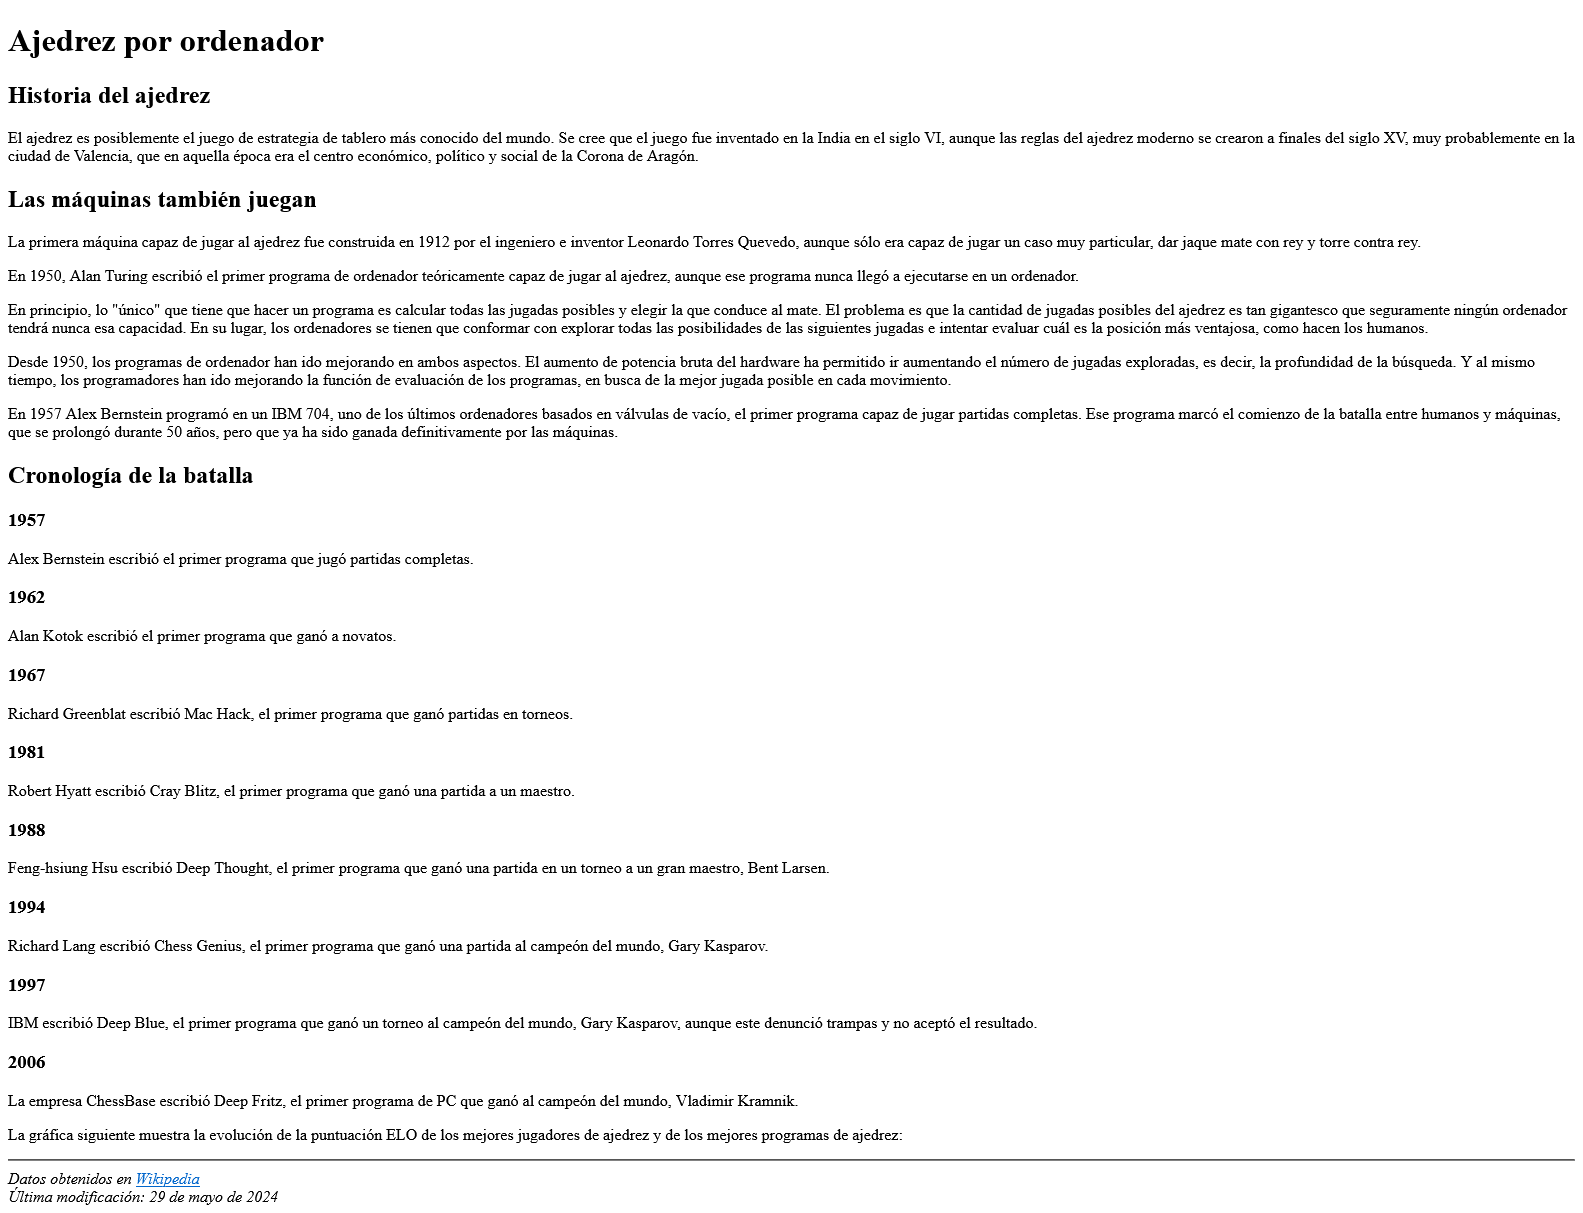 Ajedrez por ordenador
Historia del ajedrez
El ajedrez es posiblemente el juego de estrategia de tablero más conocido del mundo. Se cree que el juego fue inventado en la India en el siglo VI, aunque las reglas del ajedrez moderno se crearon a finales del siglo XV, muy probablemente en la
ciudad de Valencia, que en aquella época era el centro económico, político y social de la Corona de Aragón.
Las máquinas también juegan
La primera máquina capaz de jugar al ajedrez fue construida en 1912 por el ingeniero e inventor Leonardo Torres Quevedo, aunque sólo era capaz de jugar un caso muy particular, dar jaque mate con rey y torre contra rey.
En 1950, Alan Turing escribió el primer programa de ordenador teóricamente capaz de jugar al ajedrez, aunque ese programa nunca llegó a ejecutarse en un ordenador.
En principio, lo "único" que tiene que hacer un programa es calcular todas las jugadas posibles y elegir la que conduce al mate. El problema es que la cantidad de jugadas posibles del ajedrez es tan gigantesco que seguramente ningún ordenador
tendrá nunca esa capacidad. En su lugar, los ordenadores se tienen que conformar con explorar todas las posibilidades de las siguientes jugadas e intentar evaluar cuál es la posición más ventajosa, como hacen los humanos.
Desde 1950, los programas de ordenador han ido mejorando en ambos aspectos. El aumento de potencia bruta del hardware ha permitido ir aumentando el número de jugadas exploradas, es decir, la profundidad de la búsqueda. Y al mismo
tiempo, los programadores han ido mejorando la función de evaluación de los programas, en busca de la mejor jugada posible en cada movimiento.
En 1957 Alex Bernstein programó en un IBM 704, uno de los últimos ordenadores basados en válvulas de vacío, el primer programa capaz de jugar partidas completas. Ese programa marcó el comienzo de la batalla entre humanos y máquinas,
que se prolongó durante 50 años, pero que ya ha sido ganada definitivamente por las máquinas.
Cronología de la batalla
1957
Alex Bernstein escribió el primer programa que jugó partidas completas.
1962
Alan Kotok escribió el primer programa que ganó a novatos.
1967
Richard Greenblat escribió Mac Hack, el primer programa que ganó partidas en torneos.
1981
Robert Hyatt escribió Cray Blitz, el primer programa que ganó una partida a un maestro.
1988
Feng-hsiung Hsu escribió Deep Thought, el primer programa que ganó una partida en un torneo a un gran maestro, Bent Larsen.
1994
Richard Lang escribió Chess Genius, el primer programa que ganó una partida al campeón del mundo, Gary Kasparov.
1997
IBM escribió Deep Blue, el primer programa que ganó un torneo al campeón del mundo, Gary Kasparov, aunque este denunció trampas y no aceptó el resultado.
2006
La empresa ChessBase escribió Deep Fritz, el primer programa de PC que ganó al campeón del mundo, Vladimir Kramnik.
La gráfica siguiente muestra la evolución de la puntuación ELO de los mejores jugadores de ajedrez y de los mejores programas de ajedrez:
Datos obtenidos en Wikipedia
Última modificación: 29 de mayo de 2024